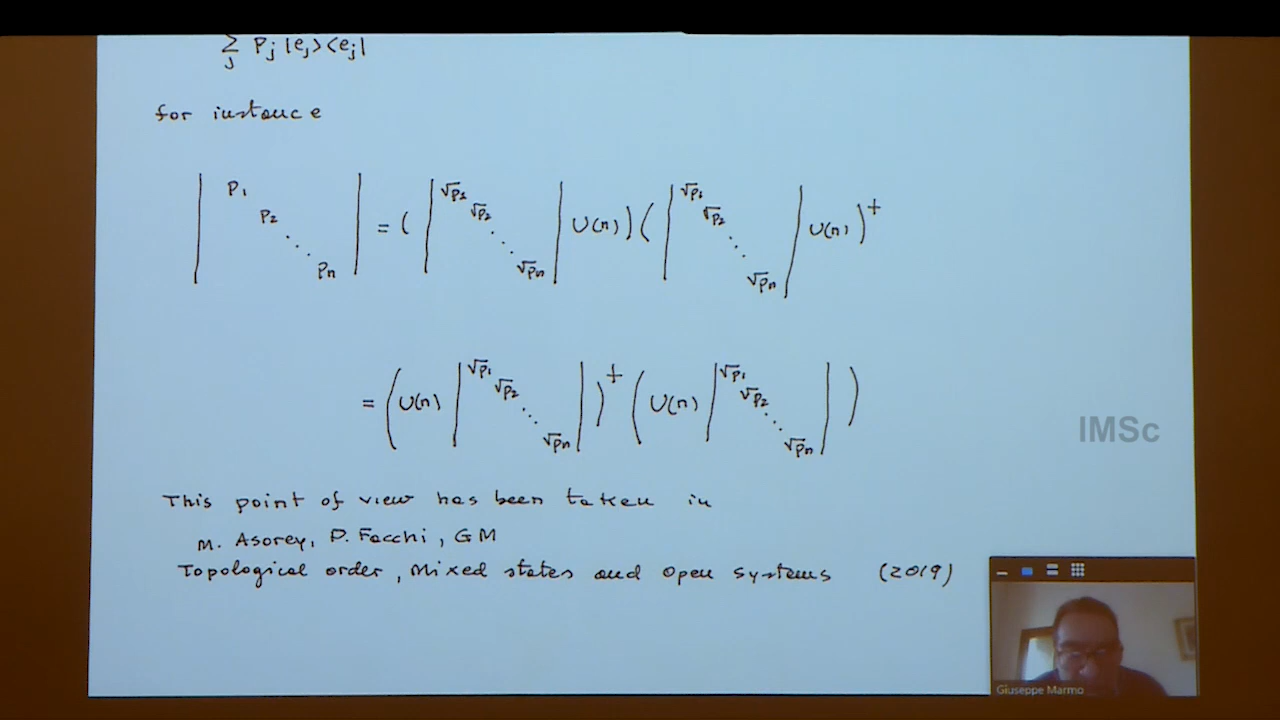 Σ_j P_j |e_j><e_j|
for instance
| P₁ P₂ ⋱ Pₙ | = ( | √P₁ √P₂ ⋱ √Pₙ | U(n) ) ( | √P₁ √P₂ ⋱ √Pₙ | U(n) )†
= ( U(n) | √P₁ √P₂ ⋱ √Pₙ | )† ( U(n) | √P₁ √P₂ ⋱ √Pₙ | )
IMSc
This point of view has been taken in
M. Asorey, P. Facchi, GM
Topological order, Mixed states and open systems (2019)
Giuseppe Marmo